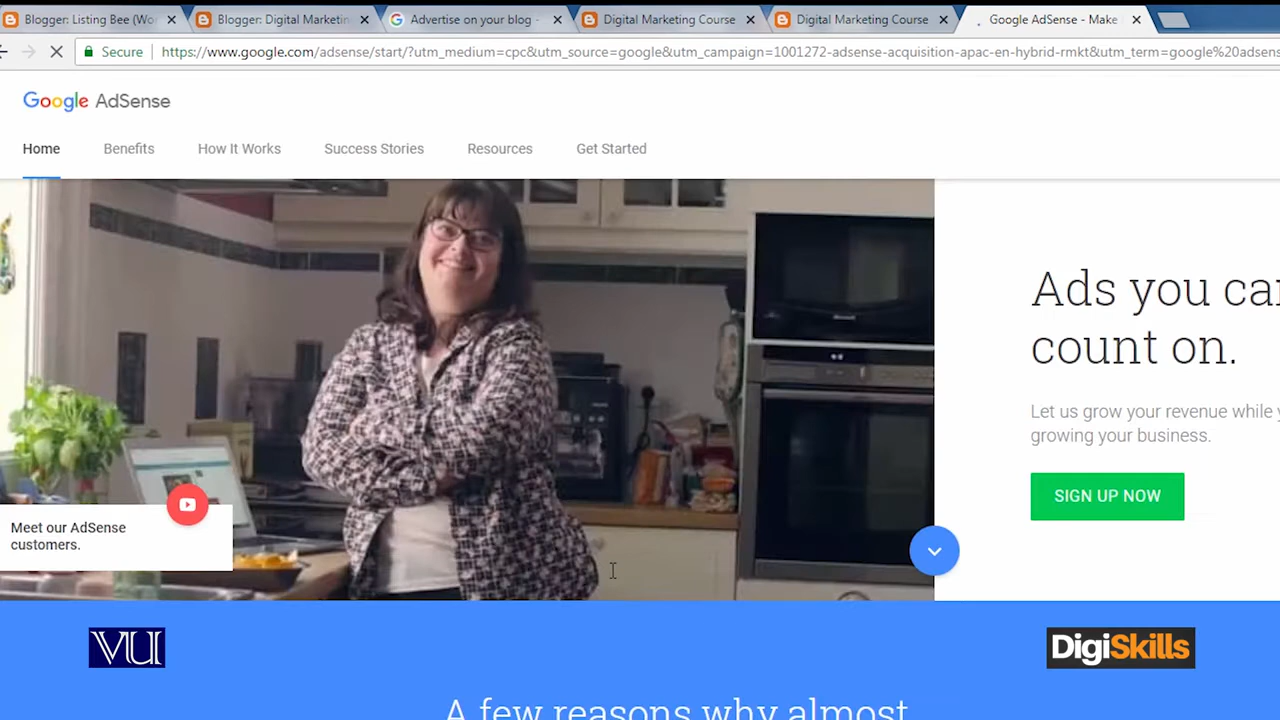 Blogger: Listing Bee (Wo
Blogger: Digital Marketin
Advertise on your blog -
Digital Marketing Course
Digital Marketing Course
Google AdSense - Make
Secure
https://www.google.com/adsense/start/?utm_medium=cpc&utm_source=google&utm_campaign=1001272-adsense-acquisition-apac-en-hybrid-rmkt&utm_term=google%20adsens
Google AdSense
Home
Benefits
How It Works
Success Stories
Resources
Get Started
Ads you can
count on.
Let us grow your revenue while y
growing your business.
SIGN UP NOW
Meet our AdSense
customers.
VU
DigiSkills
A few reasons why almost